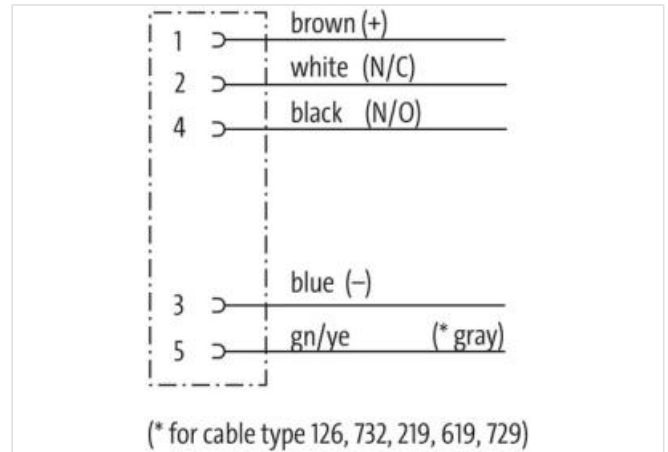 1 brown (+)
2 white (N/C)
4 black (N/O)
3 blue (–)
5 gn/ye (* gray)
(* for cable type 126, 732, 219, 619, 729)